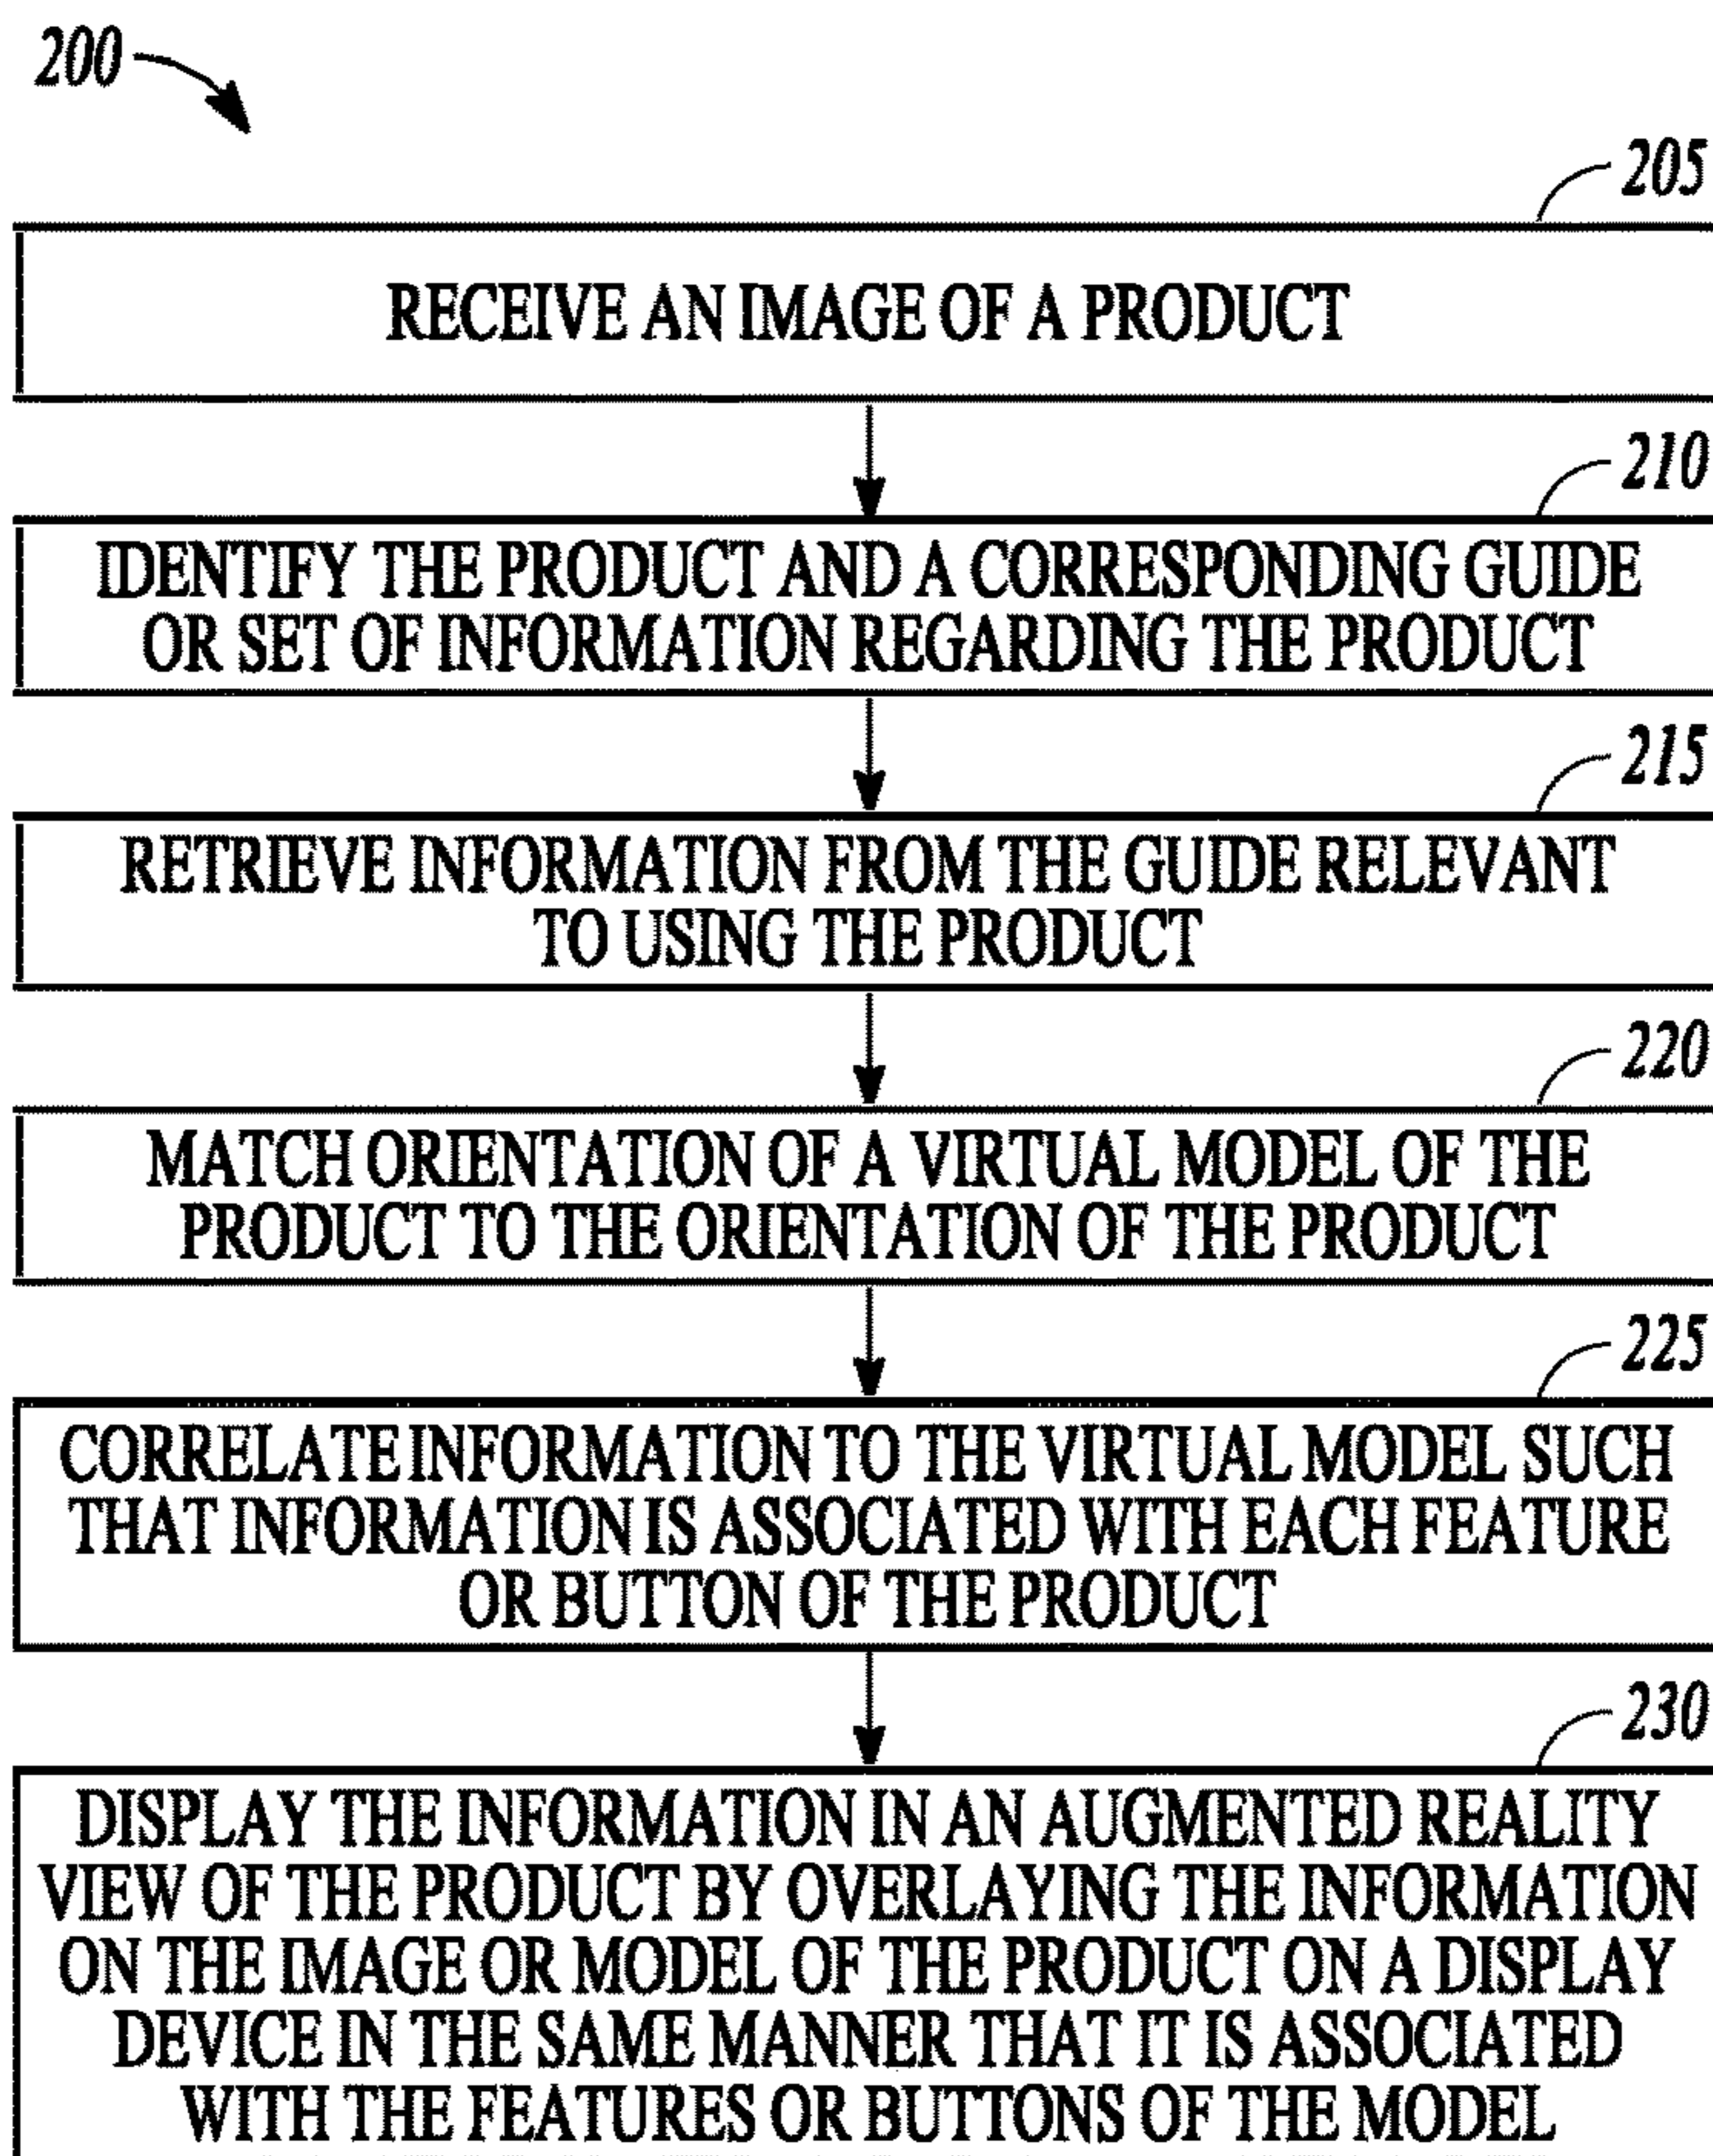 200
205
RECEIVE AN IMAGE OF A PRODUCT
210
IDENTIFY THE PRODUCT AND A CORRESPONDING GUIDE
OR SET OF INFORMATION REGARDING THE PRODUCT
215
RETRIEVE INFORMATION FROM THE GUIDE RELEVANT
TO USING THE PRODUCT
220
MATCH ORIENTATION OF A VIRTUAL MODEL OF THE
PRODUCT TO THE ORIENTATION OF THE PRODUCT
225
CORRELATE INFORMATION TO THE VIRTUAL MODEL SUCH
THAT INFORMATION IS ASSOCIATED WITH EACH FEATURE
OR BUTTON OF THE PRODUCT
230
DISPLAY THE INFORMATION IN AN AUGMENTED REALITY
VIEW OF THE PRODUCT BY OVERLAYING THE INFORMATION
ON THE IMAGE OR MODEL OF THE PRODUCT ON A DISPLAY
DEVICE IN THE SAME MANNER THAT IT IS ASSOCIATED
WITH THE FEATURES OR BUTTONS OF THE MODEL